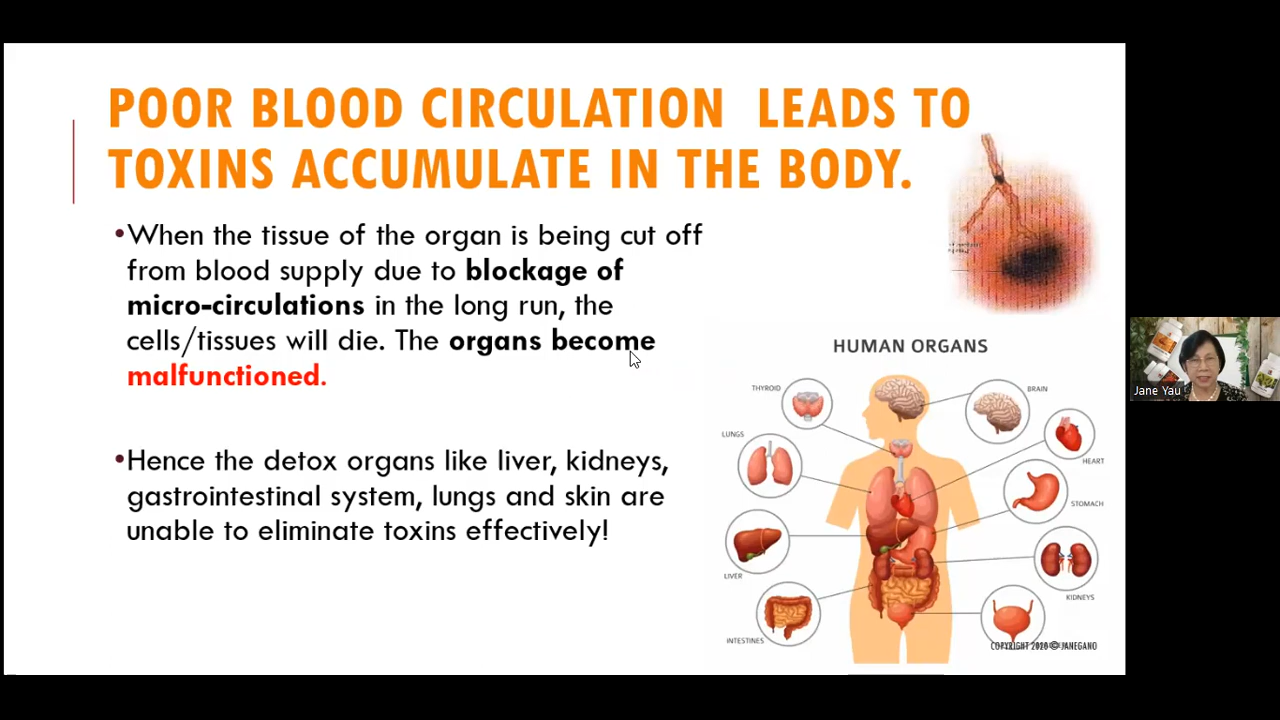 POOR BLOOD CIRCULATION LEADS TO
TOXINS ACCUMULATE IN THE BODY.
•When the tissue of the organ is being cut off
from blood supply due to blockage of
micro-circulations in the long run, the
cells/tissues will die. The organs become
malfunctioned.
•Hence the detox organs like liver, kidneys,
gastrointestinal system, lungs and skin are
unable to eliminate toxins effectively!
HUMAN ORGANS
THYROID
BRAIN
LUNGS
HEART
STOMACH
LIVER
KIDNEYS
INTESTINES
COPYRIGHT 2020 © JANEGANO
Jane Yau